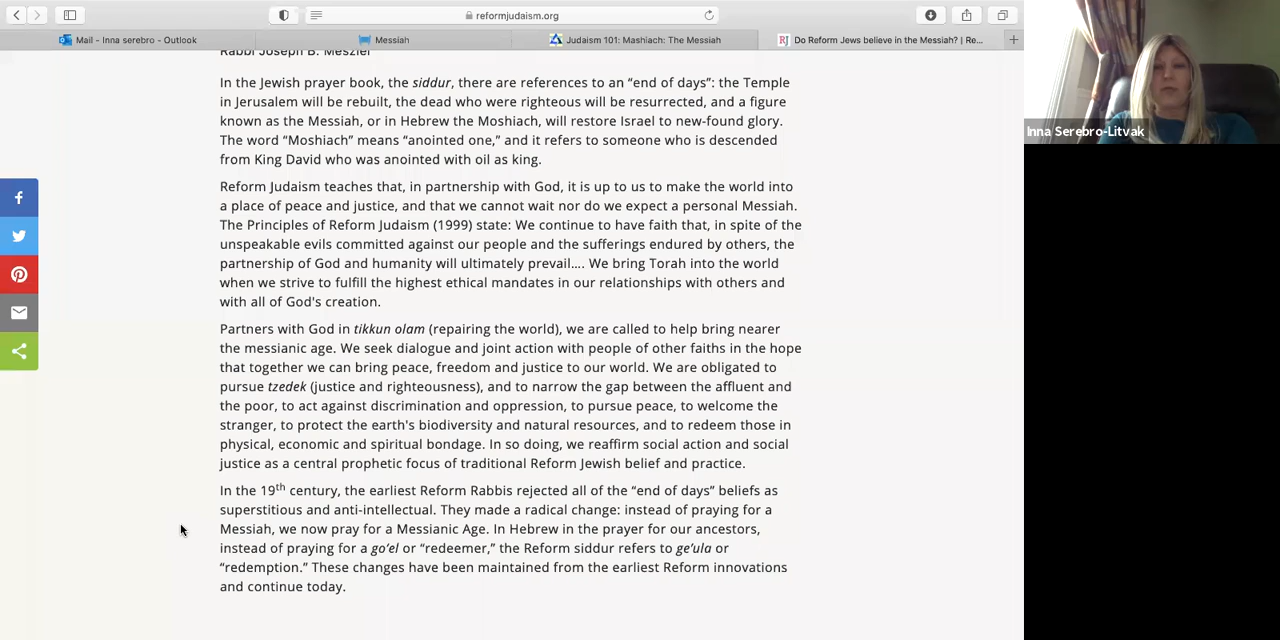 reformjudaism.org
Mail - Inna serebro - Outlook
Messiah
Judaism 101: Mashiach: The Messiah
Do Reform Jews believe in the Messiah? | Re...
Rabbi Joseph B. Meszler
In the Jewish prayer book, the siddur, there are references to an “end of days”: the Temple
in Jerusalem will be rebuilt, the dead who were righteous will be resurrected, and a figure
known as the Messiah, or in Hebrew the Moshiach, will restore Israel to new-found glory.
The word “Moshiach” means “anointed one,” and it refers to someone who is descended
from King David who was anointed with oil as king.
Reform Judaism teaches that, in partnership with God, it is up to us to make the world into
a place of peace and justice, and that we cannot wait nor do we expect a personal Messiah.
The Principles of Reform Judaism (1999) state: We continue to have faith that, in spite of the
unspeakable evils committed against our people and the sufferings endured by others, the
partnership of God and humanity will ultimately prevail.... We bring Torah into the world
when we strive to fulfill the highest ethical mandates in our relationships with others and
with all of God's creation.
Partners with God in tikkun olam (repairing the world), we are called to help bring nearer
the messianic age. We seek dialogue and joint action with people of other faiths in the hope
that together we can bring peace, freedom and justice to our world. We are obligated to
pursue tzedek (justice and righteousness), and to narrow the gap between the affluent and
the poor, to act against discrimination and oppression, to pursue peace, to welcome the
stranger, to protect the earth's biodiversity and natural resources, and to redeem those in
physical, economic and spiritual bondage. In so doing, we reaffirm social action and social
justice as a central prophetic focus of traditional Reform Jewish belief and practice.
In the 19th century, the earliest Reform Rabbis rejected all of the “end of days” beliefs as
superstitious and anti-intellectual. They made a radical change: instead of praying for a
Messiah, we now pray for a Messianic Age. In Hebrew in the prayer for our ancestors,
instead of praying for a go’el or “redeemer,” the Reform siddur refers to ge’ula or
“redemption.” These changes have been maintained from the earliest Reform innovations
and continue today.
Inna Serebro-Litvak